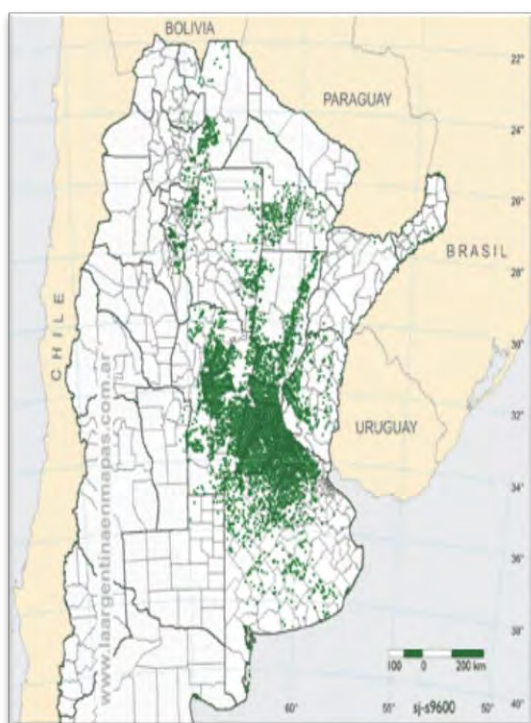 BOLIVIA
22°
PARAGUAY
24°
26°
BRASIL
28°
CHILE
30°
32°
URUGUAY
34°
www.laargentinaenmapas.com.ar
36°
38°
100 0 200 km
60° 55° 50° 40°
sj-s9600